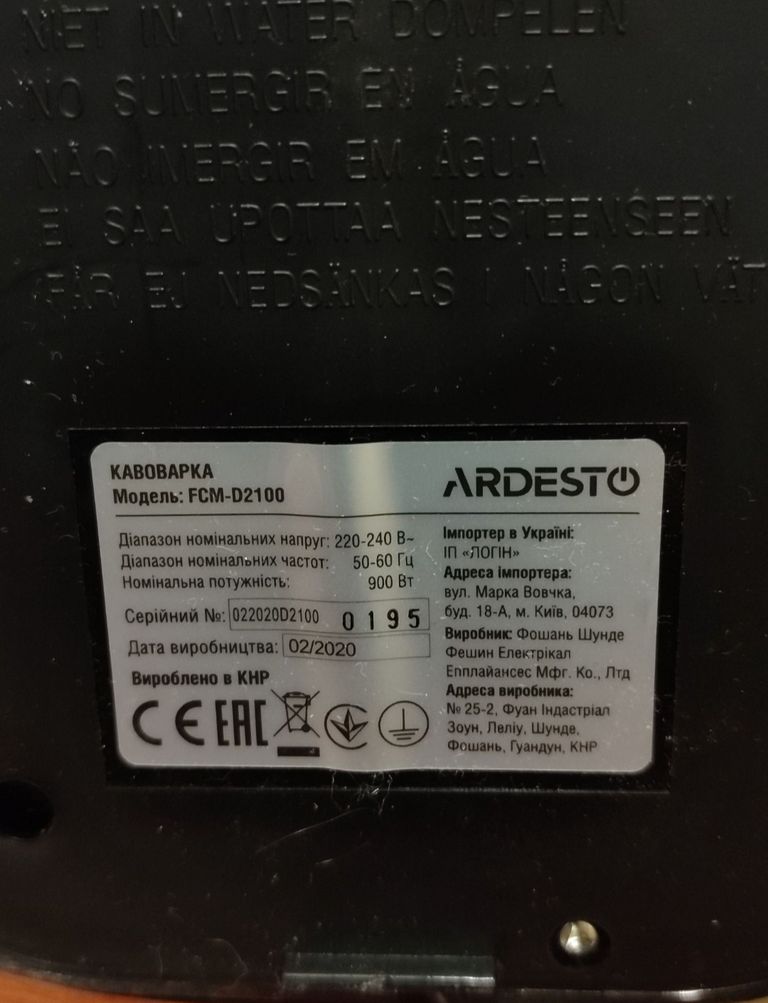 NIET IN WATER DOMPELEN
NO SUMERGIR EN ÁGUA
NÃO IMERGIR EM ÁGUA
EI SAA UPOTTAA NESTEENSEEN
FÅR EJ NEDSÄNKAS I NÅGON VÄT
КАВОВАРКА
Модель: FCM-D2100
ARDESTO
Діапазон номінальних напруг: 220-240 В~
Діапазон номінальних частот: 50-60 Гц
Номінальна потужність: 900 Вт
Серійний №: 022020D2100 0195
Дата виробництва: 02/2020
Вироблено в КНР
CE EAC
Імпортер в Україні:
ІП «ЛОГІН»
Адреса імпортера:
вул. Марка Вовчка,
буд. 18-А, м. Київ, 04073
Виробник: Фошань Шунде
Фешин Електрікал
Епплайансес Мфг. Ко., Лтд
Адреса виробника:
№ 25-2, Фуан Індастріал
Зоун, Леліу, Шунде,
Фошань, Гуандун, КНР